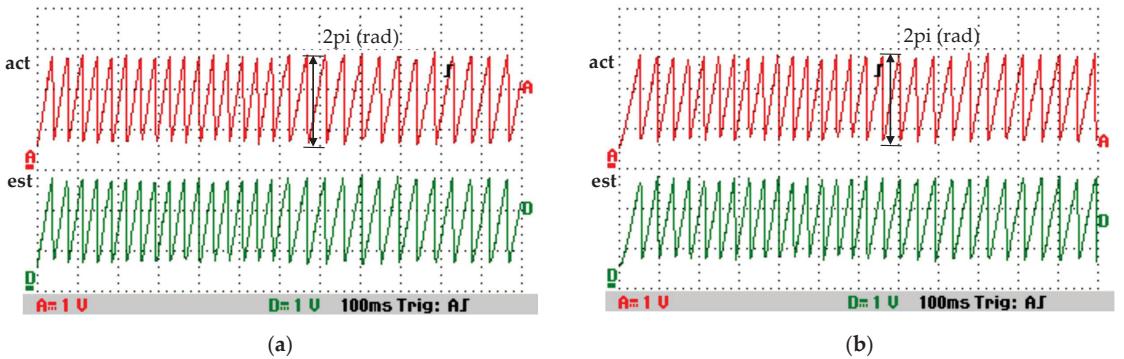 2pi (rad)
act
A
A
est
D
D
A⎓ 1 V D⎓ 1 V 100ms Trig: A∫
(a)
2pi (rad)
act
A
A
est
D
D
A⎓ 1 V D⎓ 1 V 100ms Trig: A∫
(b)